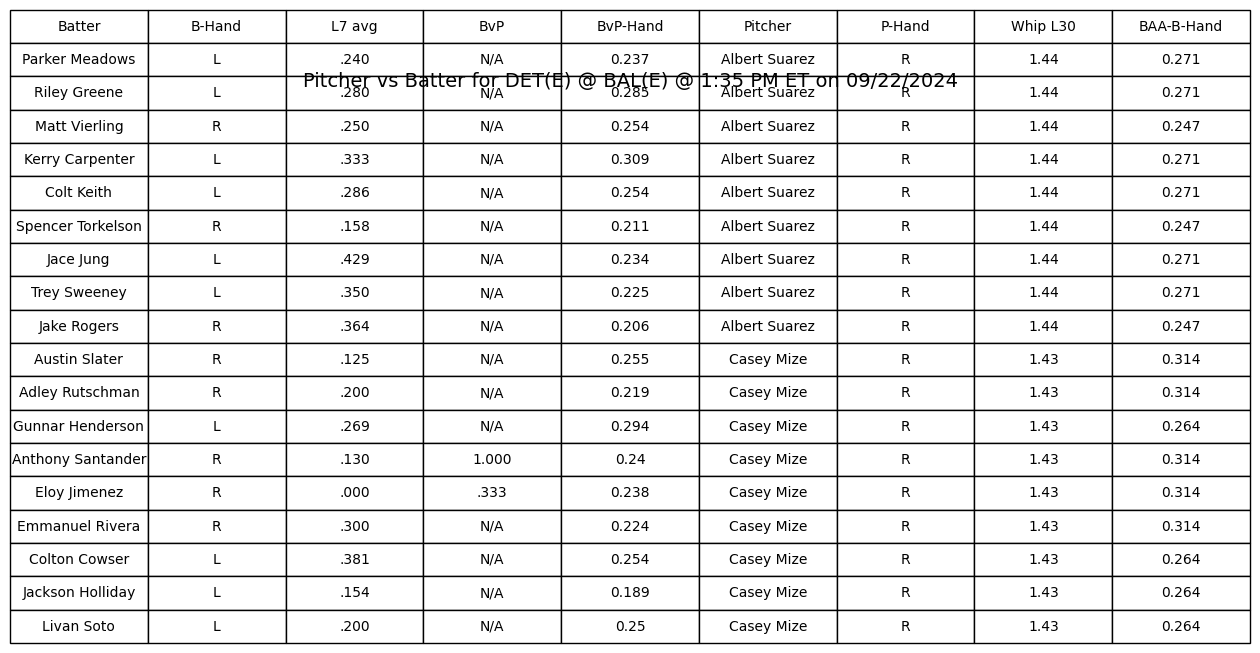 Batter B-Hand L7 avg BvP BvP-Hand Pitcher P-Hand Whip L30 BAA-B-Hand
Parker Meadows L .240 N/A 0.237 Albert Suarez R 1.44 0.271
Pitcher vs Batter for DET(E) @ BAL(E) @ 1:35 PM ET on 09/22/2024
Riley Greene L .280 N/A 0.285 Albert Suarez R 1.44 0.271
Matt Vierling R .250 N/A 0.254 Albert Suarez R 1.44 0.247
Kerry Carpenter L .333 N/A 0.309 Albert Suarez R 1.44 0.271
Colt Keith L .286 N/A 0.254 Albert Suarez R 1.44 0.271
Spencer Torkelson R .158 N/A 0.211 Albert Suarez R 1.44 0.247
Jace Jung L .429 N/A 0.234 Albert Suarez R 1.44 0.271
Trey Sweeney L .350 N/A 0.225 Albert Suarez R 1.44 0.271
Jake Rogers R .364 N/A 0.206 Albert Suarez R 1.44 0.247
Austin Slater R .125 N/A 0.255 Casey Mize R 1.43 0.314
Adley Rutschman R .200 N/A 0.219 Casey Mize R 1.43 0.314
Gunnar Henderson L .269 N/A 0.294 Casey Mize R 1.43 0.264
Anthony Santander R .130 1.000 0.24 Casey Mize R 1.43 0.314
Eloy Jimenez R .000 .333 0.238 Casey Mize R 1.43 0.314
Emmanuel Rivera R .300 N/A 0.224 Casey Mize R 1.43 0.314
Colton Cowser L .381 N/A 0.254 Casey Mize R 1.43 0.264
Jackson Holliday L .154 N/A 0.189 Casey Mize R 1.43 0.264
Livan Soto L .200 N/A 0.25 Casey Mize R 1.43 0.264